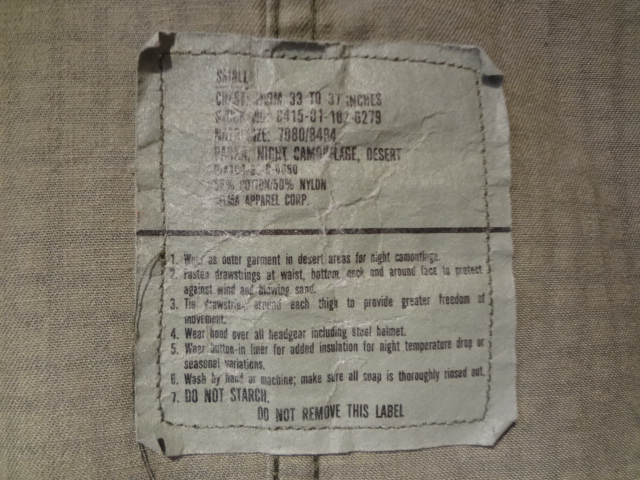 SMALL
CHEST: FROM 33 TO 37 INCHES
STOCK NO: 8415-01-102-6279
NATO SIZE: 7080/8494
PARKA, NIGHT CAMOUFLAGE, DESERT
50% COTTON/50% NYLON
APPAREL CORP.
1. Wear as outer garment in desert areas for night camouflage.
2. Fasten drawstrings at waist, bottom, neck and around face to protect
against wind and blowing sand.
3. Tie drawstring around each thigh to provide greater freedom of
movement.
4. Wear hood over all headgear including steel helmet.
5. Wear button-in liner for added insulation for night temperature drop or
seasonal variations.
6. Wash by hand or machine; make sure all soap is thoroughly rinsed out.
7. DO NOT STARCH.
DO NOT REMOVE THIS LABEL